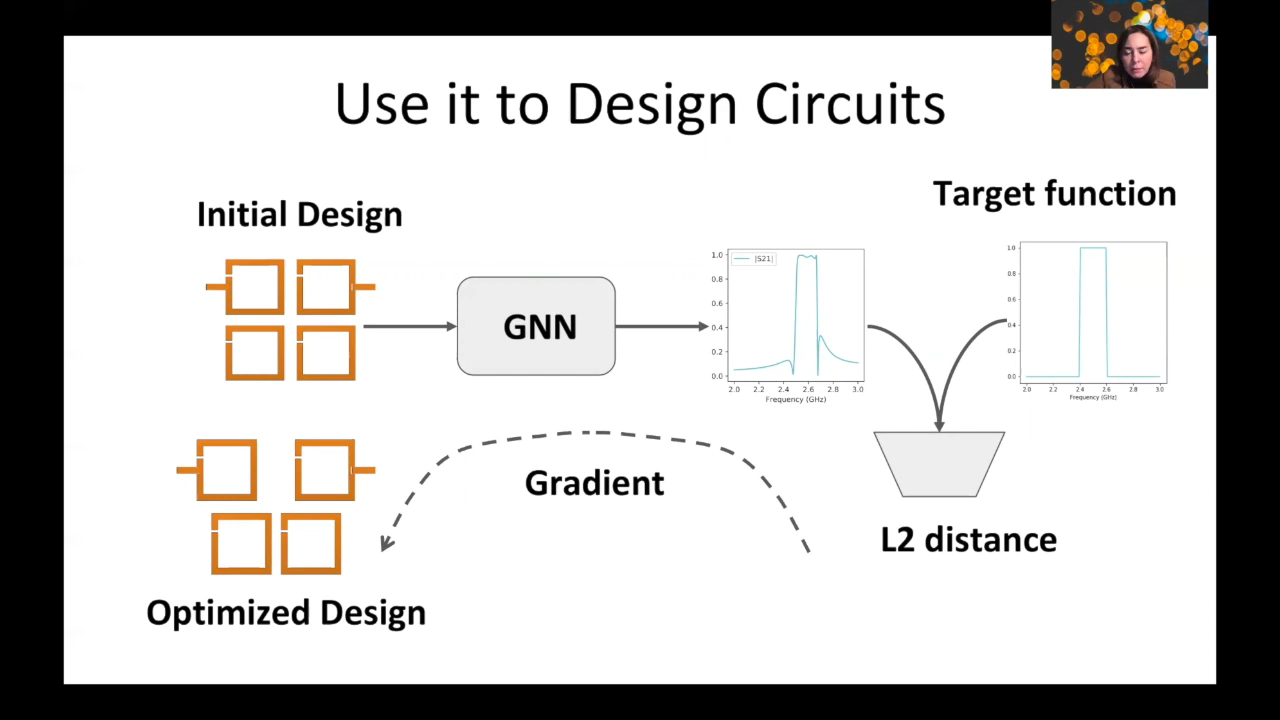 Use it to Design Circuits
Initial Design
Target function
GNN
|S21|
1.0
0.8
0.6
0.4
0.2
0.0
2.0 2.2 2.4 2.6 2.8 3.0
Frequency (GHz)
1.0
0.8
0.6
0.4
0.2
0.0
2.0 2.2 2.4 2.6 2.8 3.0
Frequency (GHz)
Gradient
L2 distance
Optimized Design